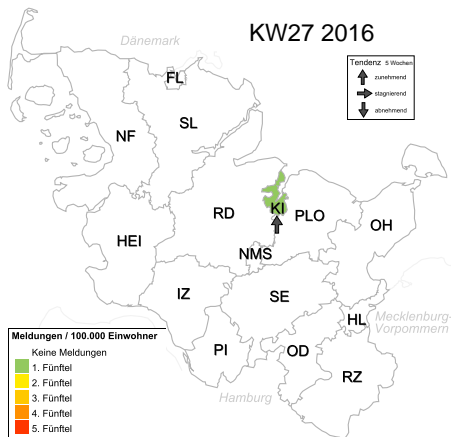 KW27 2016
Dänemark
Tendenz 5 Wochen
zunehmend
stagnierend
abnehmend
FL
SL
NF
RD
KI
PLO
OH
HEI
NMS
IZ
SE
HL
Mecklenburg-
Vorpommern
PI
OD
RZ
Hamburg
Meldungen / 100.000 Einwohner
Keine Meldungen
1. Fünftel
2. Fünftel
3. Fünftel
4. Fünftel
5. Fünftel